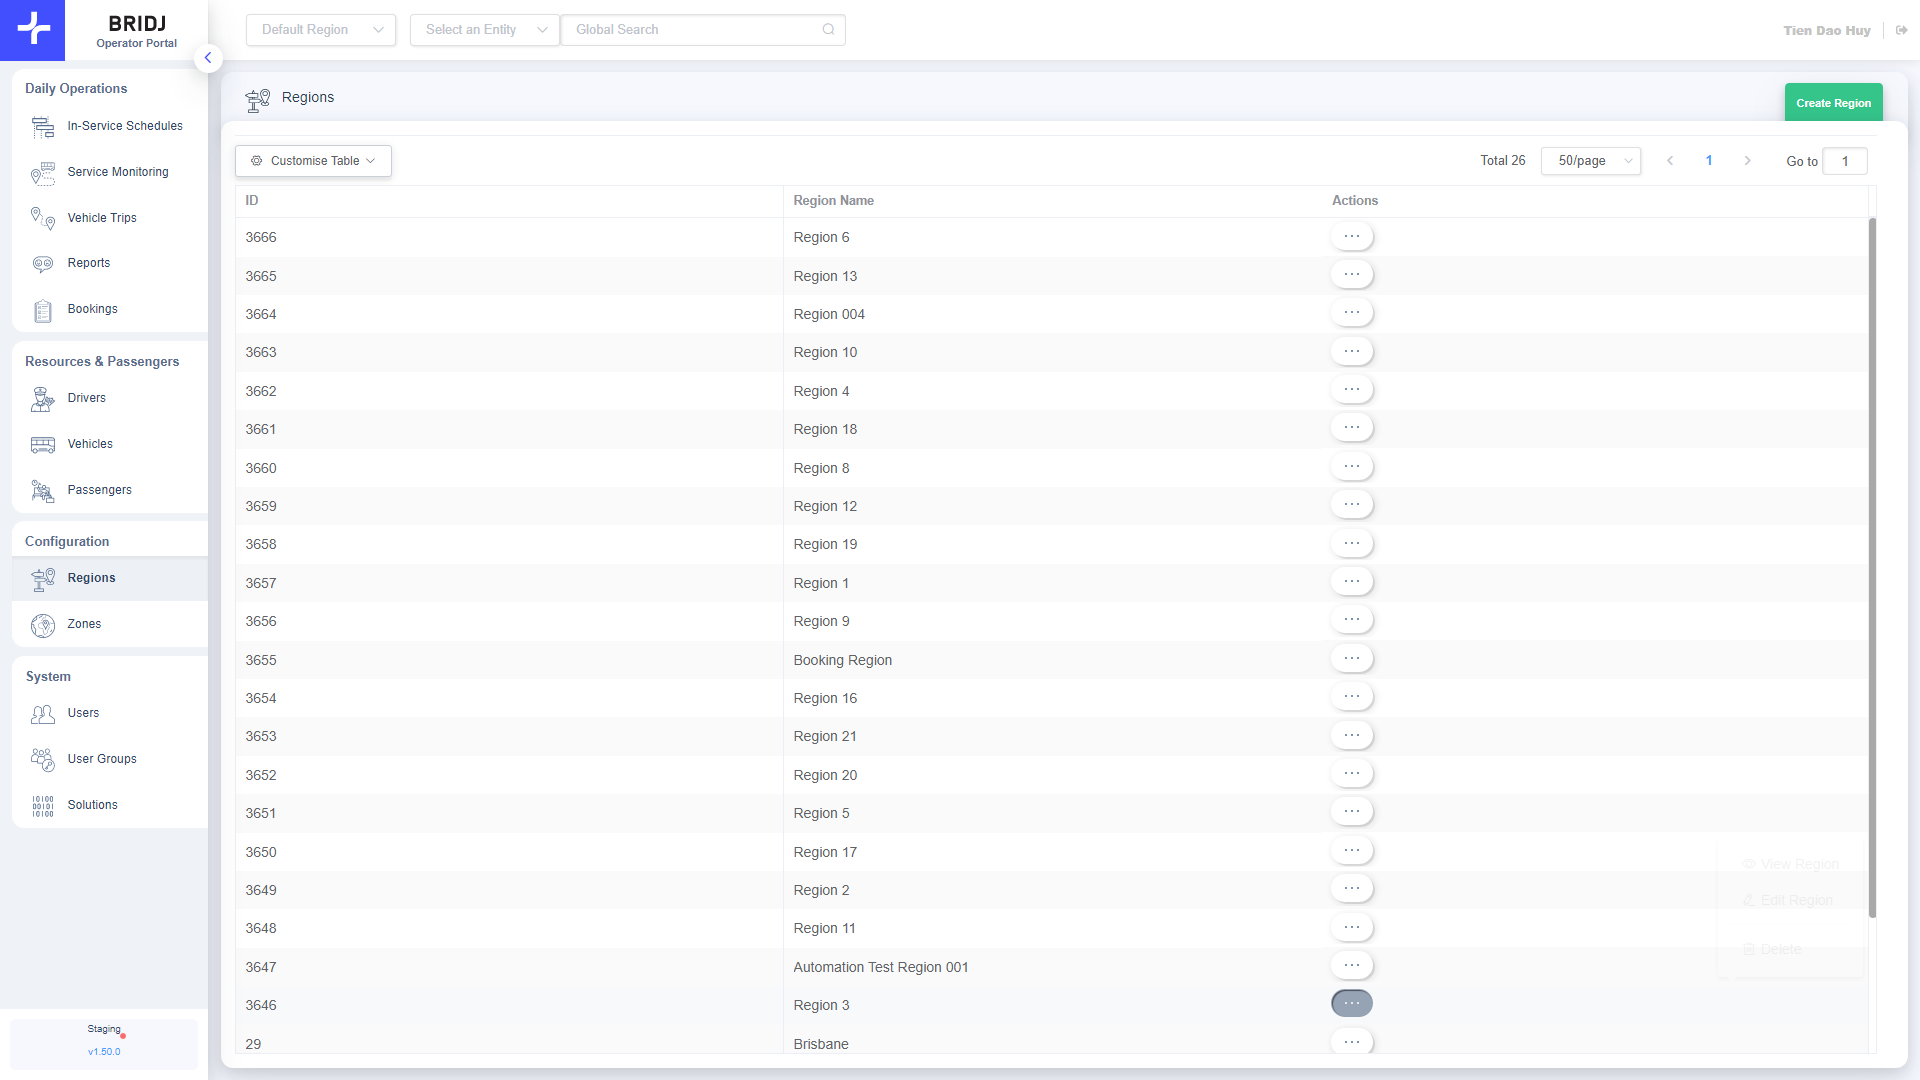 BRIDJ
Operator Portal
Default Region
Select an Entity
Global Search
Tien Dao Huy
Daily Operations
In-Service Schedules
Service Monitoring
Vehicle Trips
Reports
Bookings
Resources & Passengers
Drivers
Vehicles
Passengers
Configuration
Regions
Zones
System
Users
User Groups
Solutions
Staging
v1.50.0
Regions
Create Region
Customise Table
Total 26
50/page
1
Go to
1
ID Region Name Actions
3666 Region 6
3665 Region 13
3664 Region 004
3663 Region 10
3662 Region 4
3661 Region 18
3660 Region 8
3659 Region 12
3658 Region 19
3657 Region 1
3656 Region 9
3655 Booking Region
3654 Region 16
3653 Region 21
3652 Region 20
3651 Region 5
3650 Region 17
3649 Region 2
3648 Region 11
3647 Automation Test Region 001
3646 Region 3
29 Brisbane
View Region
Edit Region
Delete